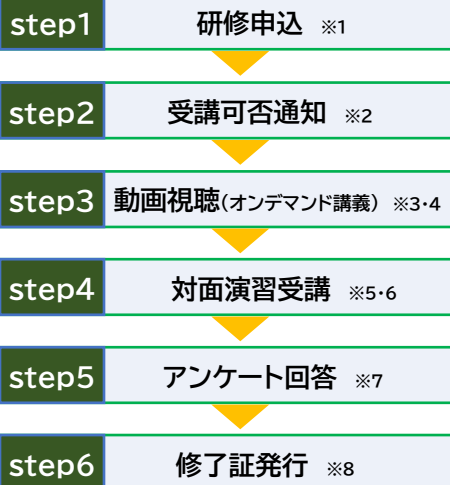 step1 研修申込 ※1
step2 受講可否通知 ※2
step3 動画視聴(オンデマンド講義) ※3・4
step4 対面演習受講 ※5・6
step5 アンケート回答 ※7
step6 修了証発行 ※8